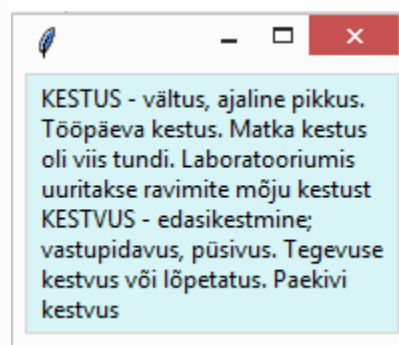 KESTUS - vältus, ajaline pikkus.
Tööpäeva kestus. Matka kestus
oli viis tundi. Laboratooriumis
uuritakse ravimite mõju kestust
KESTVUS - edasikestmine;
vastupidavus, püsivus. Tegevuse
kestvus või lõpetatus. Paekivi
kestvus